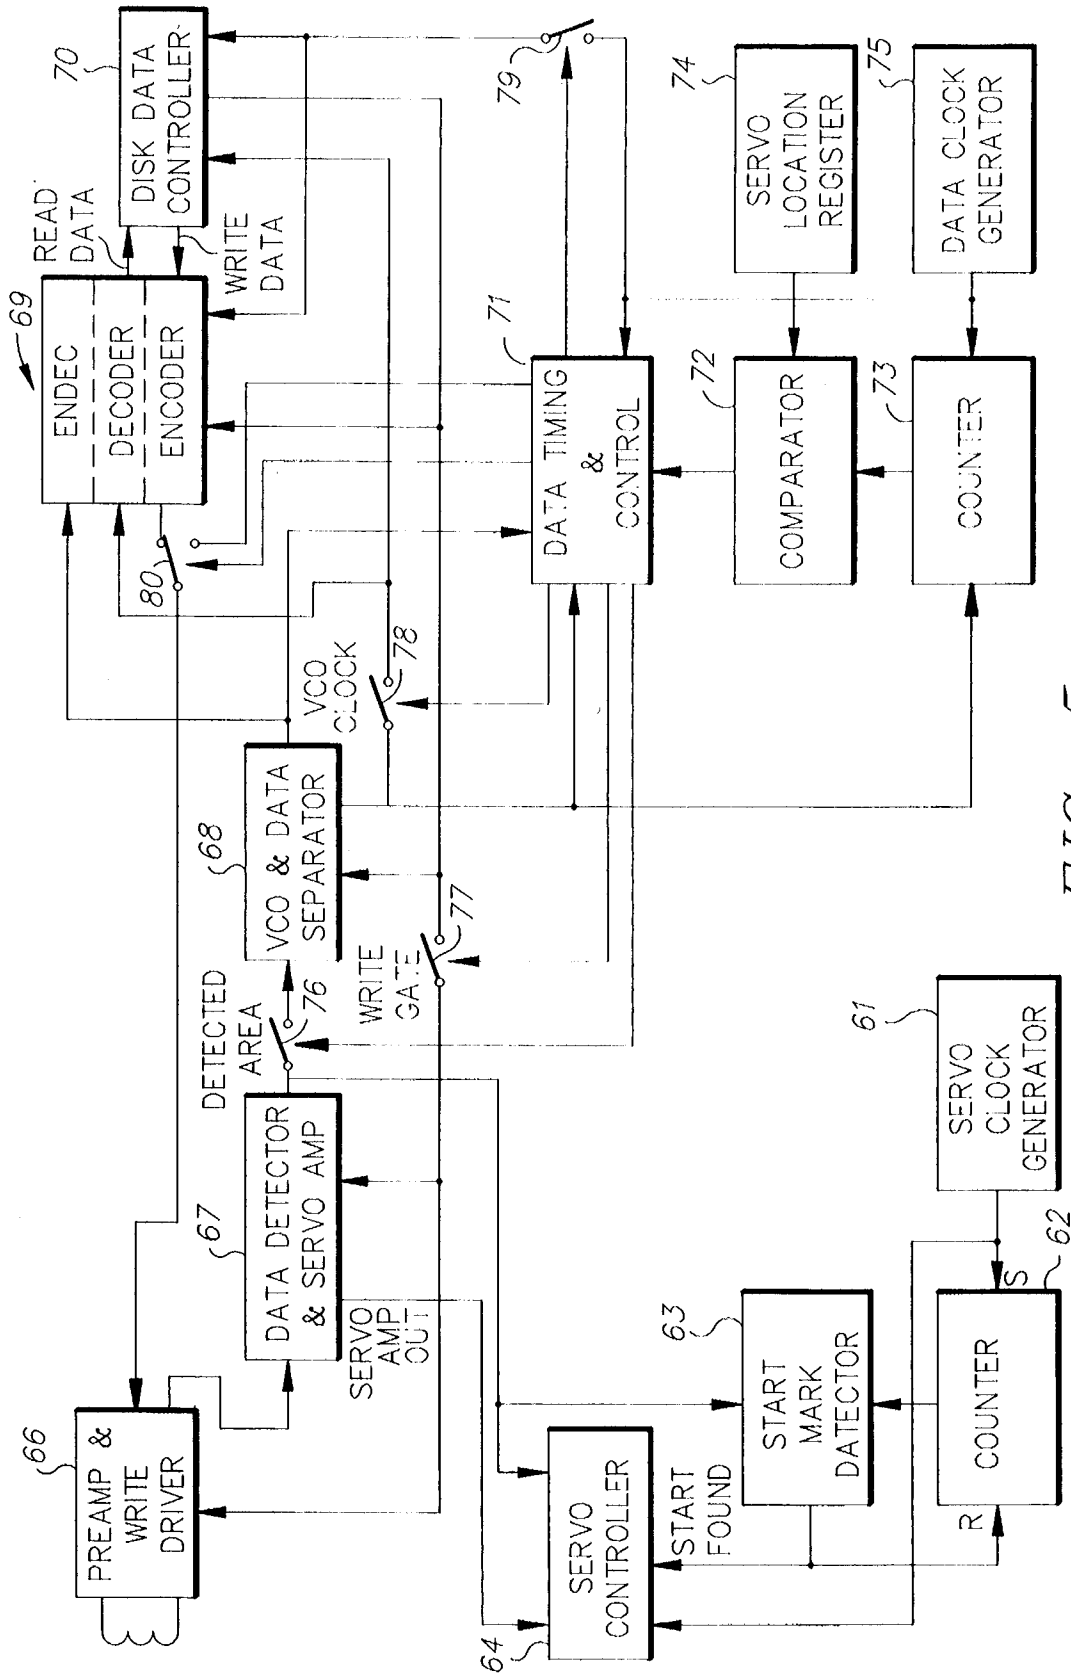 66
PREAMP &
WRITE
DRIVER
67
DATA DETECTOR
& SERVO AMP
SERVO
AMP
OUT
DETECTED
AREA
76
68
VCO & DATA
SEPARATOR
WRITE
GATE
77
VCO
CLOCK
78
80
69
ENDEC
DECODER
ENCODER
READ
DATA
WRITE
DATA
70
DISK DATA
CONTROLLER
79
71
DATA TIMING
&
CONTROL
72
COMPARATOR
73
COUNTER
74
SERVO
LOCATION
REGISTER
75
DATA CLOCK
GENERATOR
64
SERVO
CONTROLLER
START
FOUND
63
START
MARK
DATECTOR
R
COUNTER
S
62
61
SERVO
CLOCK
GENERATOR